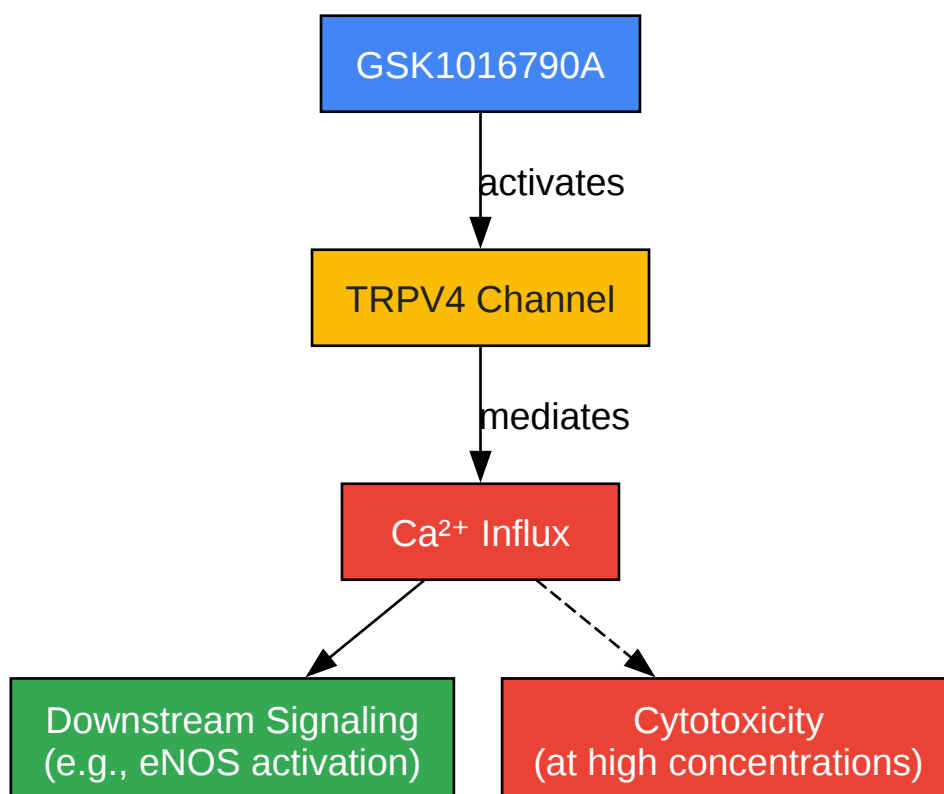 GSK1016790A
activates
TRPV4 Channel
mediates
Ca²⁺ Influx
Downstream Signaling
(e.g., eNOS activation)
Cytotoxicity
(at high concentrations)